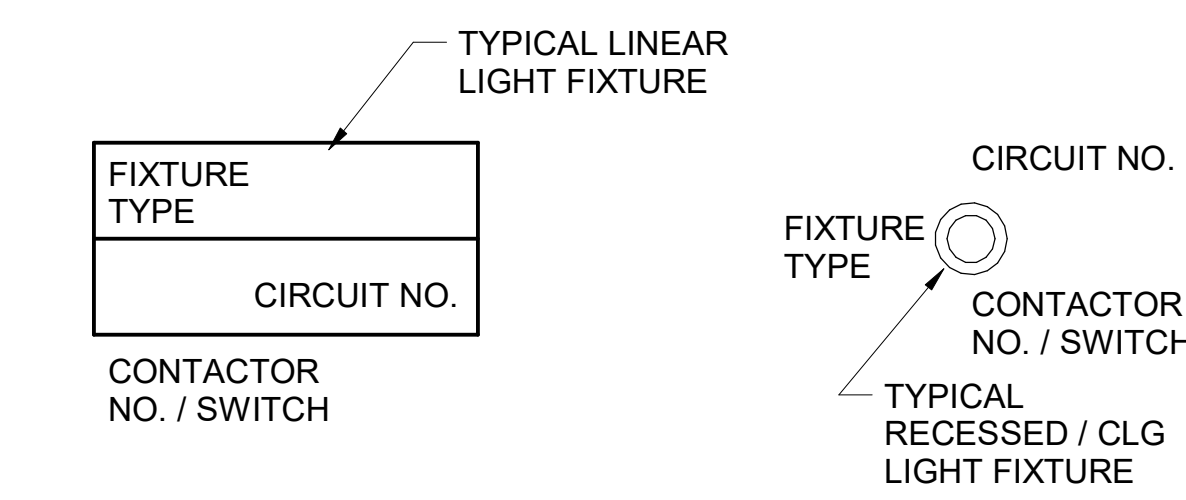 TYPICAL LINEAR
LIGHT FIXTURE
FIXTURE
TYPE
CIRCUIT NO.
CONTACTOR
NO. / SWITCH
CIRCUIT NO.
FIXTURE
TYPE
CONTACTOR
NO. / SWITCH
TYPICAL
RECESSED / CLG
LIGHT FIXTURE